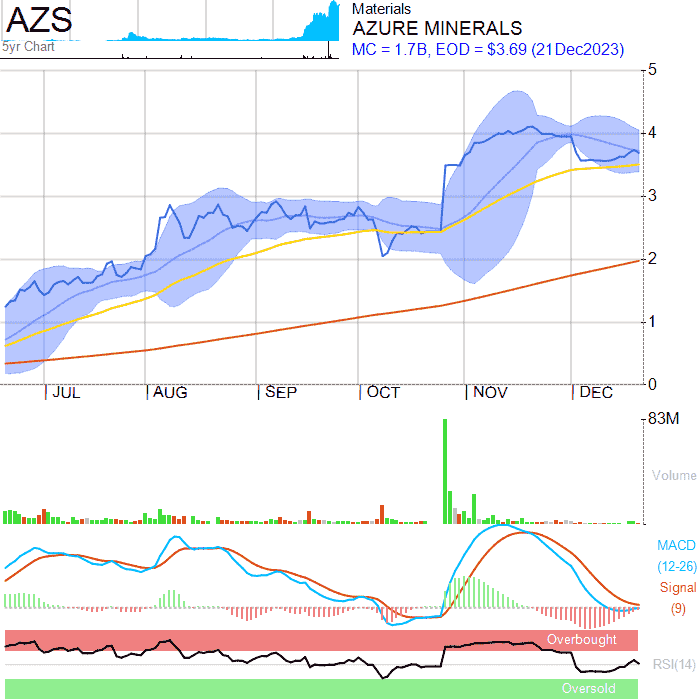 AZS
5yr Chart
Materials
AZURE MINERALS
MC = 1.7B, EOD = $3.69 (21Dec2023)
5
4
3
2
1
0
JUL
AUG
SEP
OCT
NOV
DEC
83M
Volume
MACD
(12-26)
Signal
(9)
Overbought
RSI(14)
Oversold